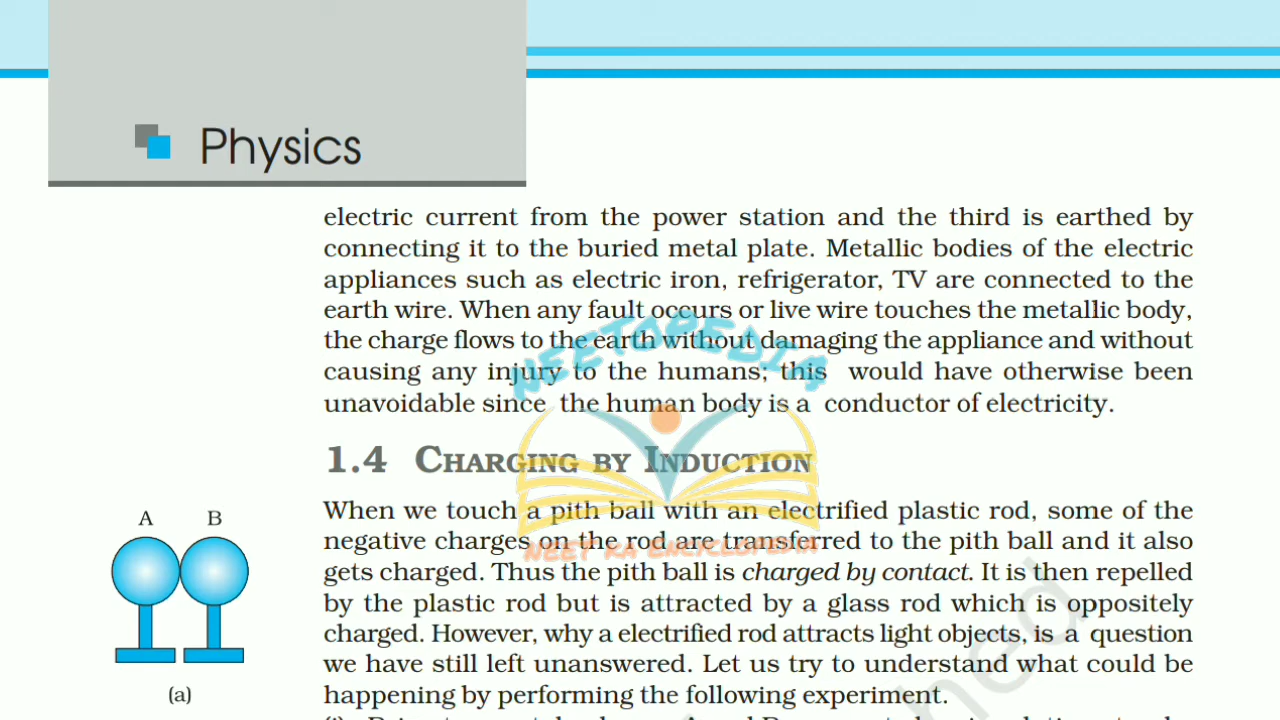 Physics
electric current from the power station and the third is earthed by
connecting it to the buried metal plate. Metallic bodies of the electric
appliances such as electric iron, refrigerator, TV are connected to the
earth wire. When any fault occurs or live wire touches the metallic body,
the charge flows to the earth without damaging the appliance and without
causing any injury to the humans; this would have otherwise been
unavoidable since the human body is a conductor of electricity.
NEETOPEDIA
1.4 CHARGING BY INDUCTION
When we touch a pith ball with an electrified plastic rod, some of the
negative charges on the rod are transferred to the pith ball and it also
gets charged. Thus the pith ball is charged by contact. It is then repelled
by the plastic rod but is attracted by a glass rod which is oppositely
charged. However, why a electrified rod attracts light objects, is a question
we have still left unanswered. Let us try to understand what could be
happening by performing the following experiment.
NEET KA ENCYCLOPEDIA
A B
(a)